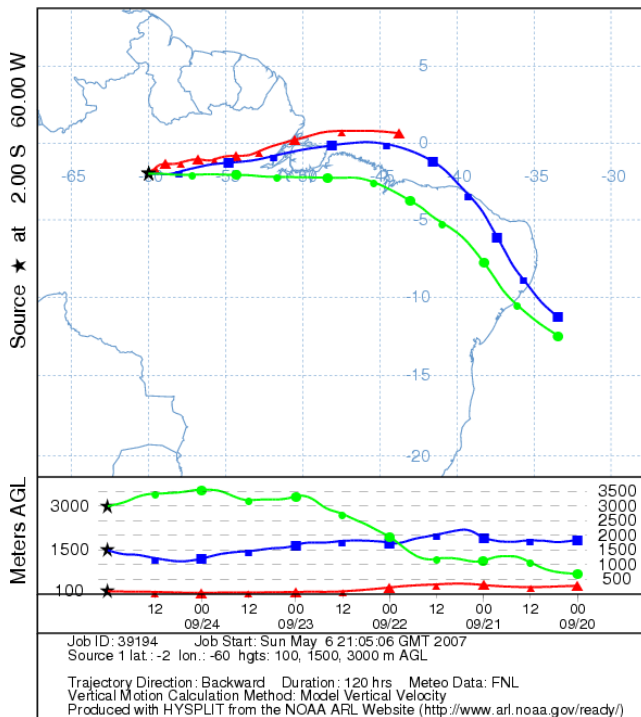 Source ★ at 2.00 S 60.00 W
5
0
-65 -55 -50 -45 -40 -35 -30
-5
-10
-15
-20
Meters AGL
3000
1500
100
3500
3000
2500
2000
1500
1000
500
12 00 12 00 12 00 12 00 12 00
09/24 09/23 09/22 09/21 09/20
Job ID: 39194 Job Start: Sun May 6 21:05:06 GMT 2007
Source 1 lat.: -2 lon.: -60 hgts: 100, 1500, 3000 m AGL
Trajectory Direction: Backward Duration: 120 hrs Meteo Data: FNL
Vertical Motion Calculation Method: Model Vertical Velocity
Produced with HYSPLIT from the NOAA ARL Website (http://www.arl.noaa.gov/ready/)